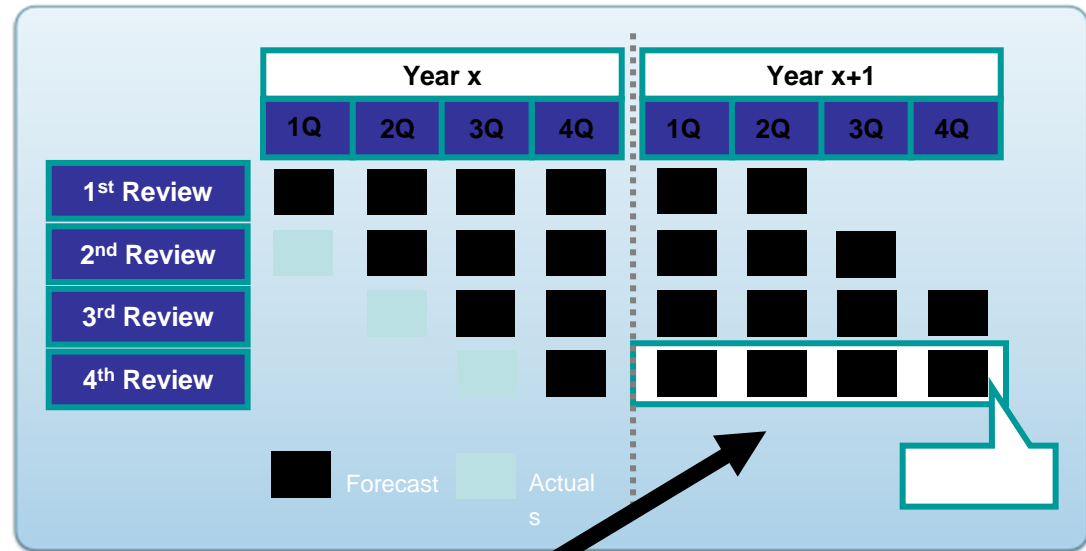 Year x Year x+1
1Q 2Q 3Q 4Q 1Q 2Q 3Q 4Q
1st Review
2nd Review
3rd Review
4th Review
Forecast Actual
s